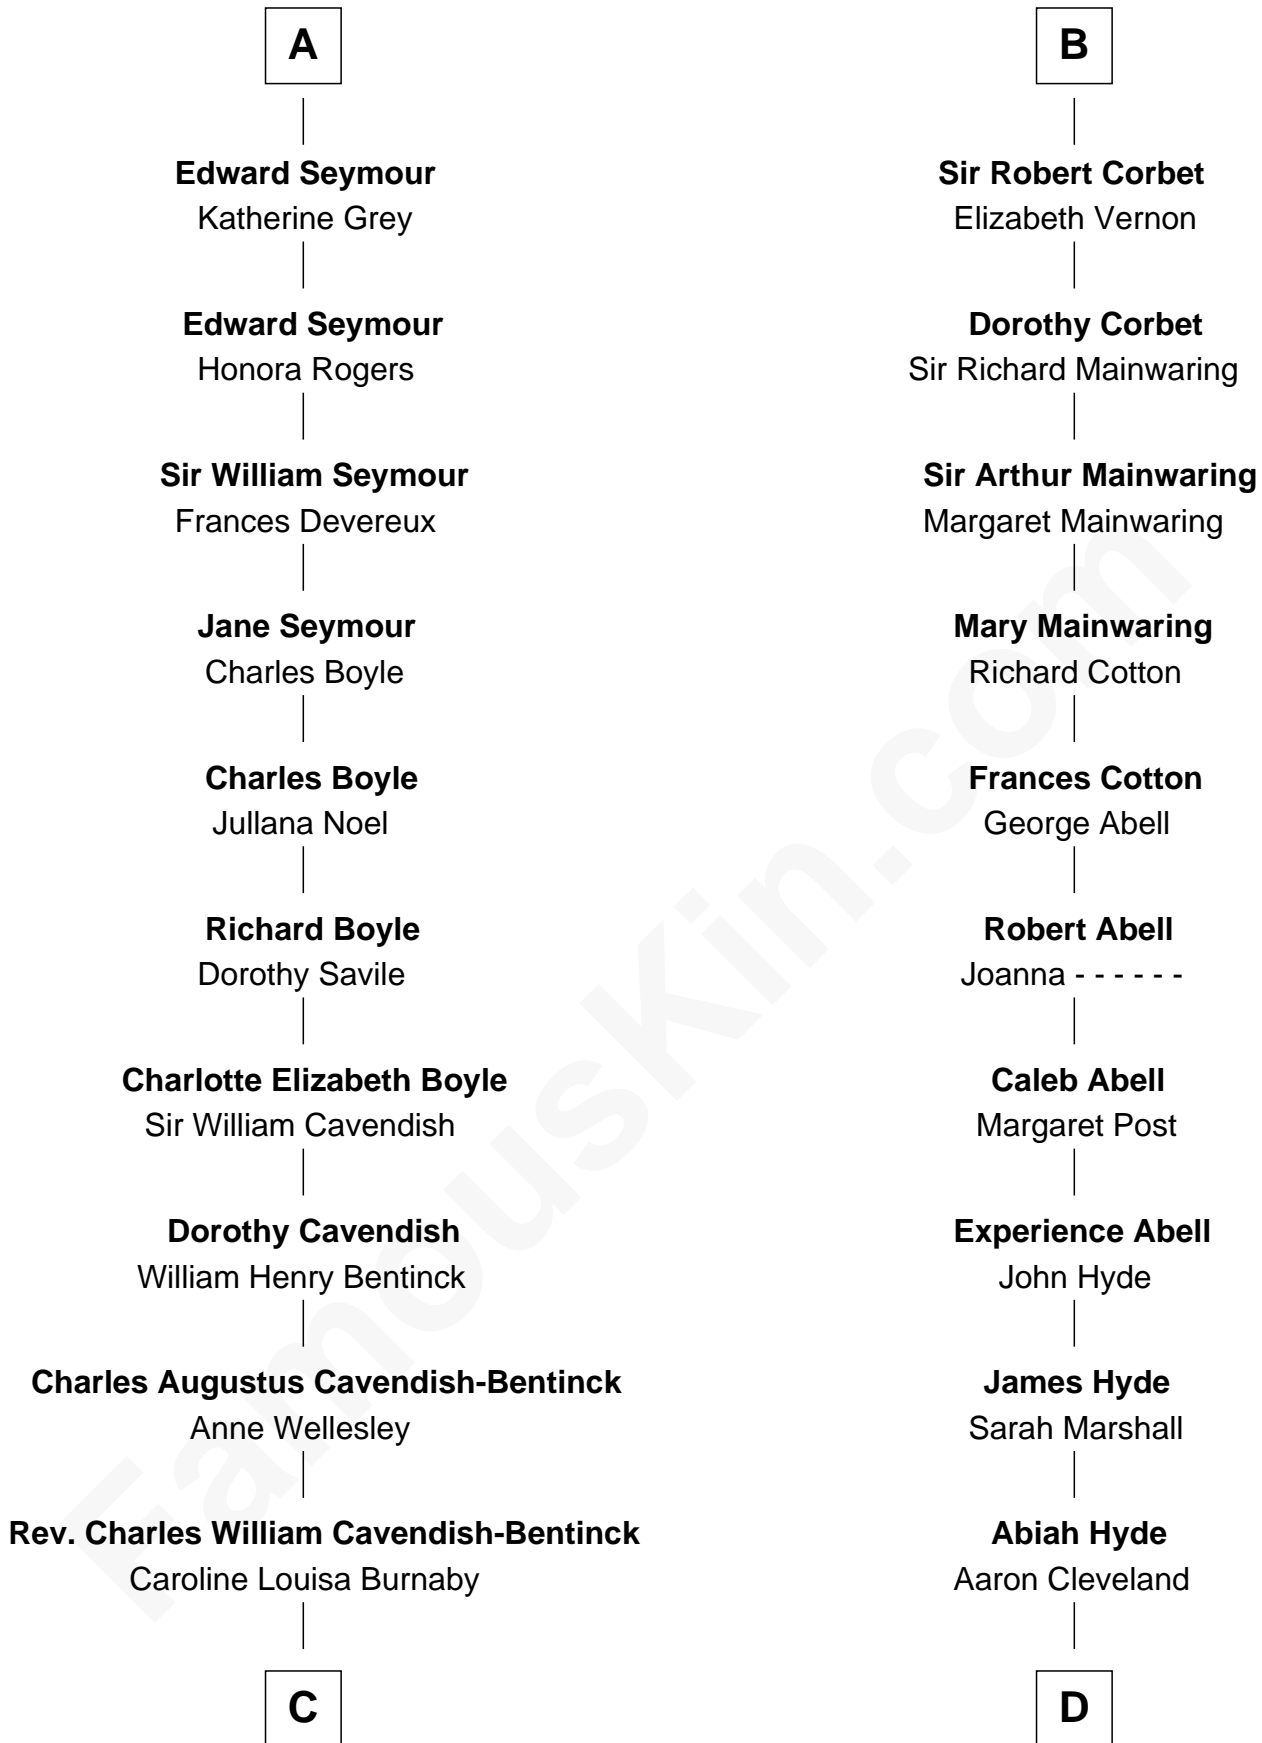 A
Edward Seymour
Katherine Grey
Edward Seymour
Honora Rogers
Sir William Seymour
Frances Devereux
Jane Seymour
Charles Boyle
Charles Boyle
Jullana Noel
Richard Boyle
Dorothy Savile
Charlotte Elizabeth Boyle
Sir William Cavendish
Dorothy Cavendish
William Henry Bentinck
Charles Augustus Cavendish-Bentinck
Anne Wellesley
Rev. Charles William Cavendish-Bentinck
Caroline Louisa Burnaby
C
B
Sir Robert Corbet
Elizabeth Vernon
Dorothy Corbet
Sir Richard Mainwaring
Sir Arthur Mainwaring
Margaret Mainwaring
Mary Mainwaring
Richard Cotton
Frances Cotton
George Abell
Robert Abell
Joanna - - - - - -
Caleb Abell
Margaret Post
Experience Abell
John Hyde
James Hyde
Sarah Marshall
Abiah Hyde
Aaron Cleveland
D
FamousKin.com